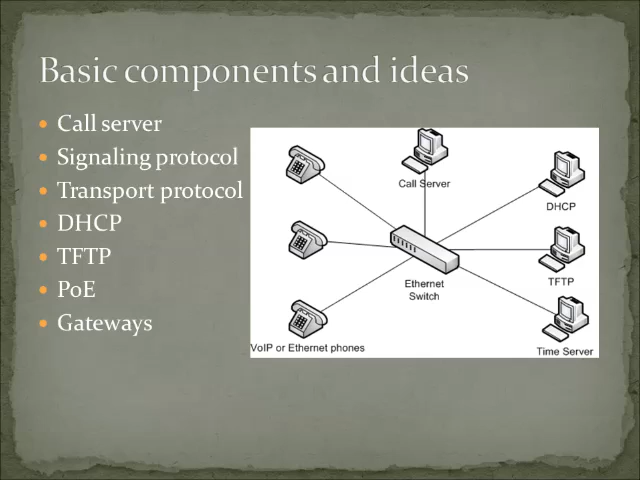 Basic components and ideas
Call server
Signaling protocol
Transport protocol
DHCP
TFTP
PoE
Gateways
Call Server
DHCP
Ethernet
Switch
TFTP
VoIP or Ethernet phones
Time Server